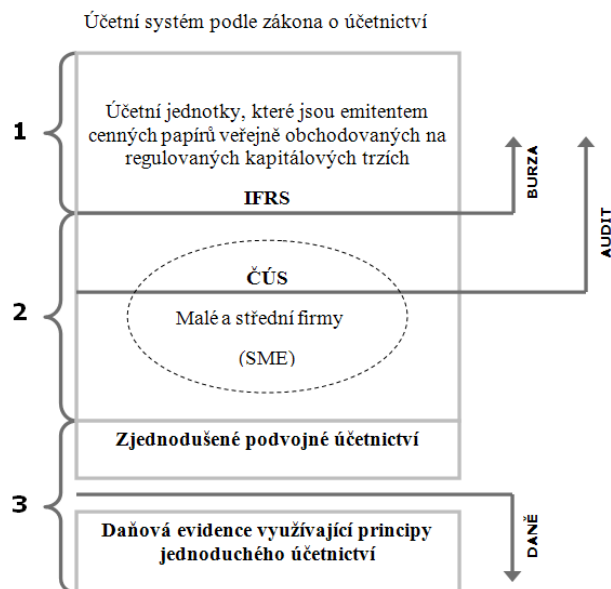 Účetní systém podle zákona o účetnictví
1
Účetní jednotky, které jsou emitentem
cenných papírů veřejně obchodovaných na
regulovaných kapitálových trzích
IFRS
BURZA
AUDIT
2
ČÚS
Malé a střední firmy
(SME)
Zjednodušené podvojné účetnictví
3
Daňová evidence využívající principy
jednoduchého účetnictví
DANĚ